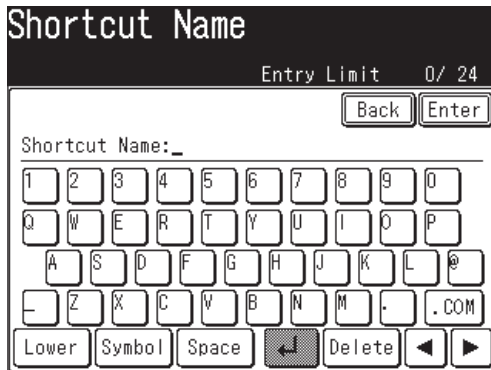 Shortcut Name
Entry Limit 0/ 24
Back Enter
Shortcut Name:_
1 2 3 4 5 6 7 8 9 0
Q W E R T Y U I O P
A S D F G H J K L @
_ Z X C V B N M . .COM
Lower Symbol Space ↵ Delete ◀ ▶